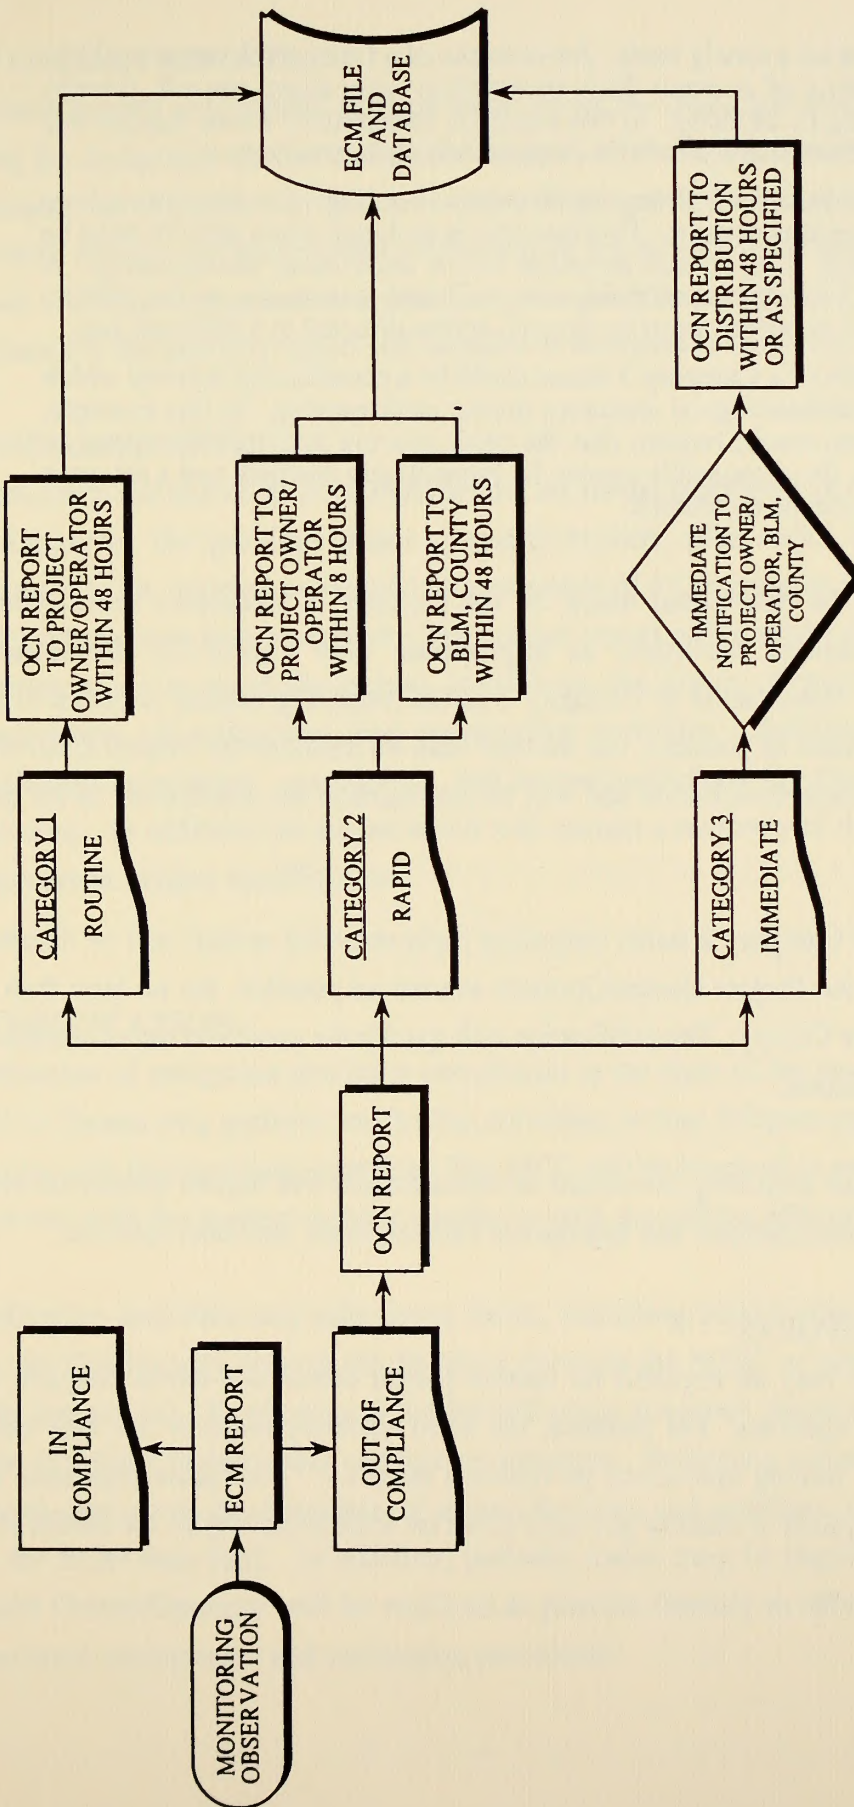 MONITORING
OBSERVATION
ECM REPORT
IN
COMPLIANCE
OUT OF
COMPLIANCE
OCN REPORT
CATEGORY 1
ROUTINE
OCN REPORT
TO PROJECT
OWNER/OPERATOR
WITHIN 48 HOURS
CATEGORY 2
RAPID
OCN REPORT TO
PROJECT OWNER/
OPERATOR
WITHIN 8 HOURS
OCN REPORT TO
BLM, COUNTY
WITHIN 48 HOURS
CATEGORY 3
IMMEDIATE
IMMEDIATE
NOTIFICATION TO
PROJECT OWNER/
OPERATOR, BLM,
COUNTY
OCN REPORT TO
DISTRIBUTION
WITHIN 48 HOURS
OR AS SPECIFIED
ECM FILE
AND
DATABASE